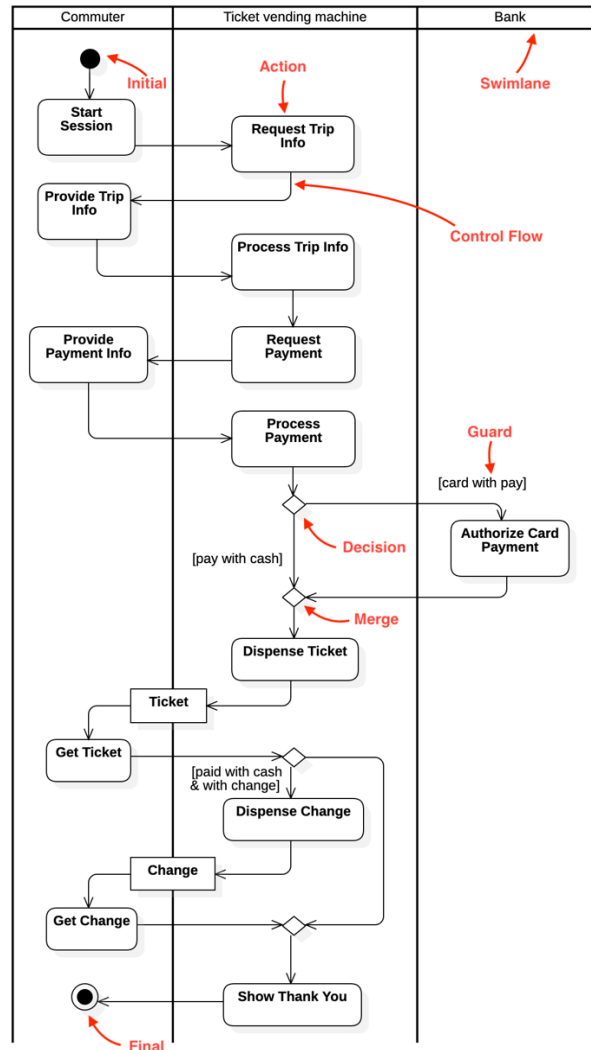 Commuter
Ticket vending machine
Bank
Initial
Action
Swimlane
Start
Session
Request Trip
Info
Provide Trip
Info
Control Flow
Process Trip Info
Provide
Payment Info
Request
Payment
Process
Payment
Guard
[card with pay]
Decision
Authorize Card
Payment
[pay with cash]
Merge
Dispense Ticket
Ticket
Get Ticket
[paid with cash
& with change]
Dispense Change
Change
Get Change
Show Thank You
Final